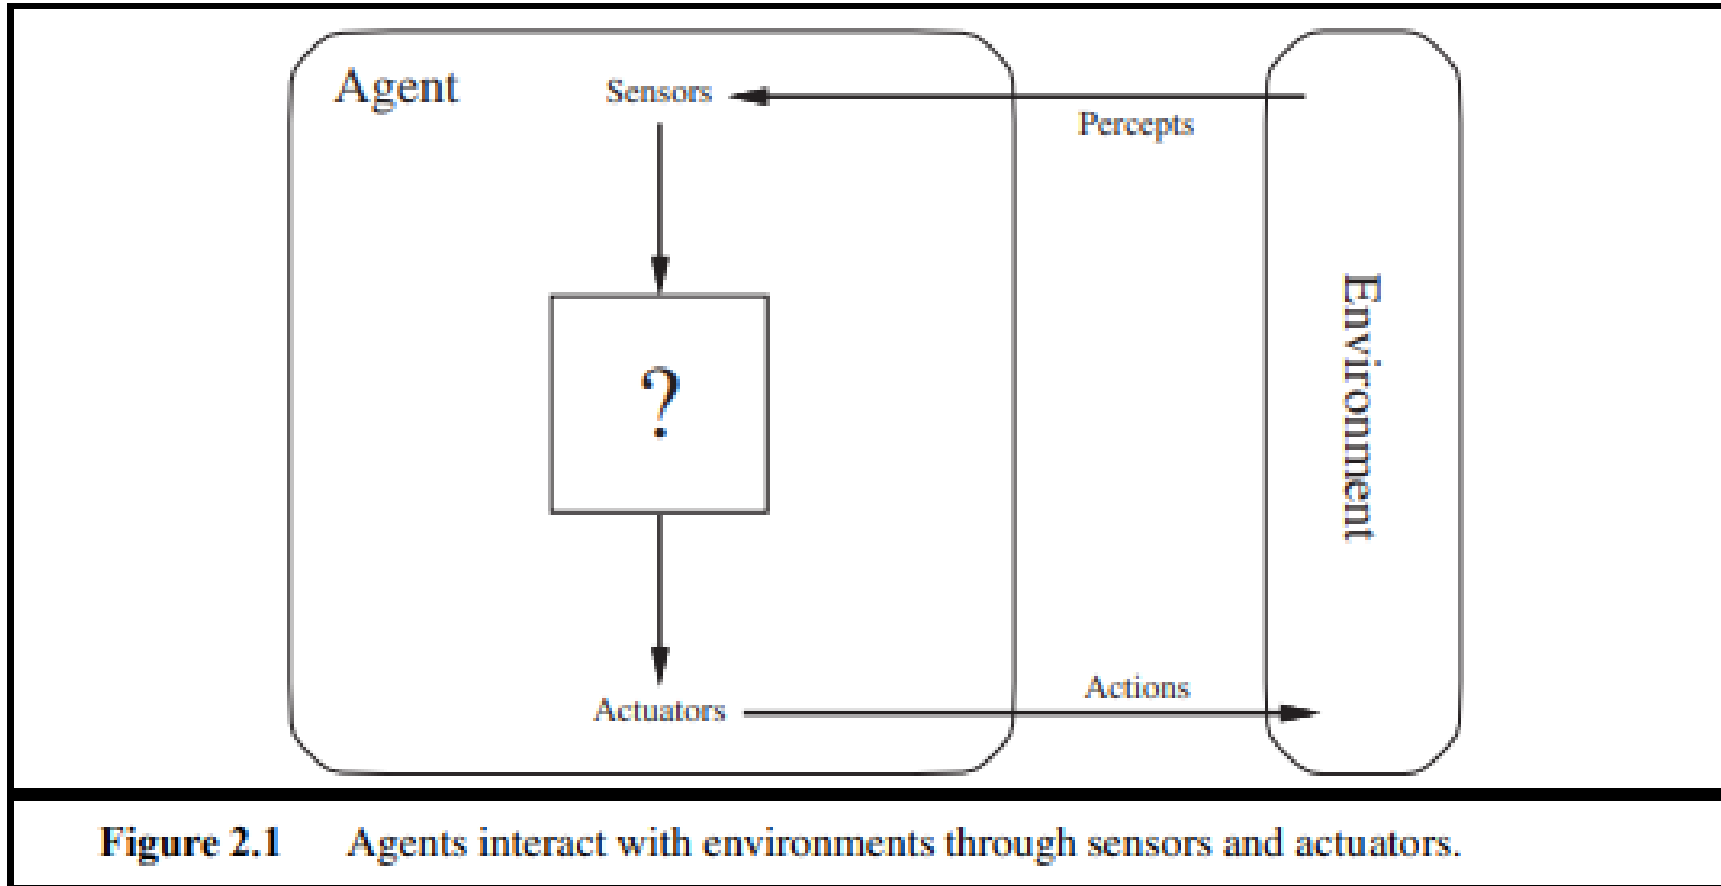 Agent
Sensors
Percepts
?
Environment
Actions
Actuators
Figure 2.1 Agents interact with environments through sensors and actuators.